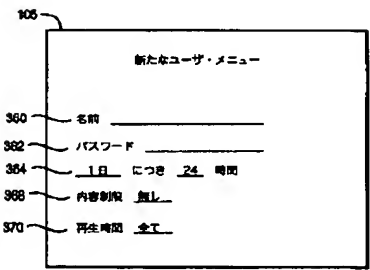 105
新たなユーザ・メニュー
360 名前
362 パスワード
364 1日 につき 24 時間
368 内容制限 無し
370 再生時間 全て